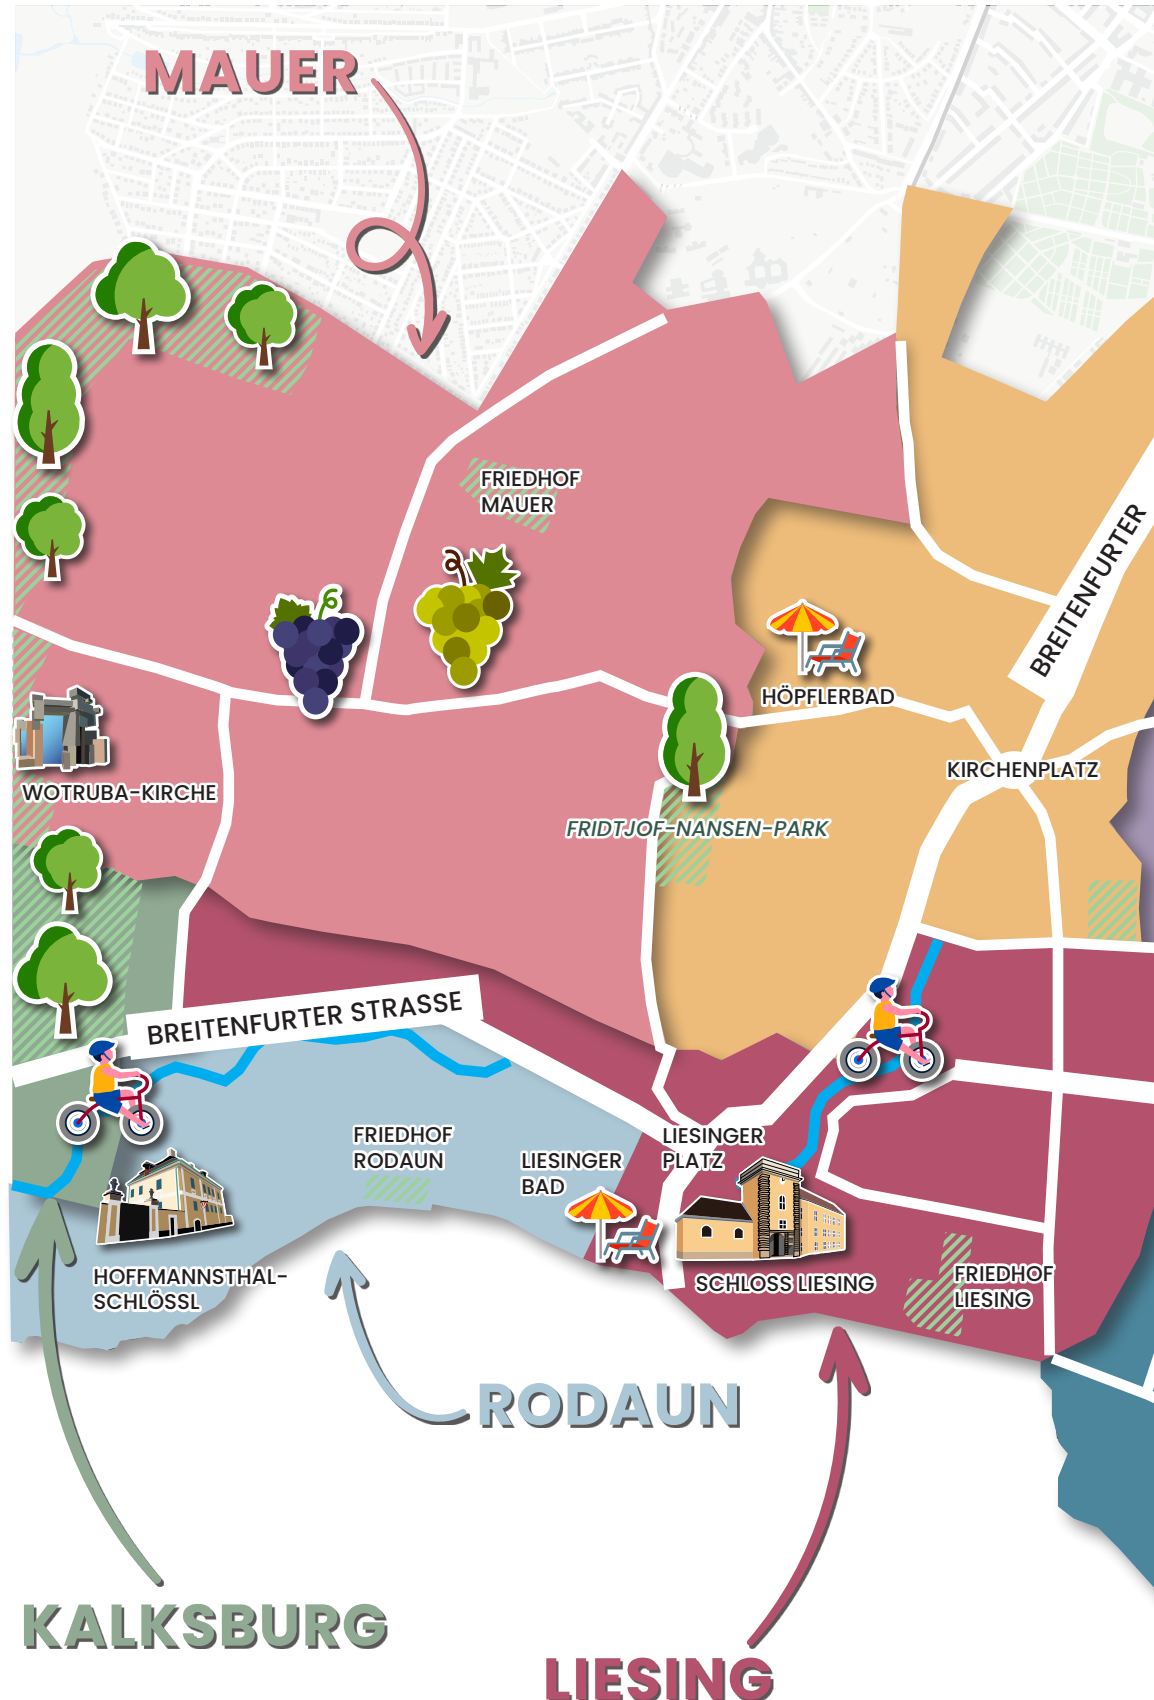 MAUER
FRIEDHOF
MAUER
BREITENFURTER
HÖPFLERBAD
KIRCHENPLATZ
WOTRUBA-KIRCHE
FRIDTJOF-NANSEN-PARK
BREITENFURTER STRASSE
FRIEDHOF
RODAUN
LIESINGER
BAD
LIESINGER
PLATZ
HOFFMANNSTHAL-
SCHLÖSSL
SCHLOSS LIESING
FRIEDHOF
LIESING
RODAUN
KALKSBURG
LIESING